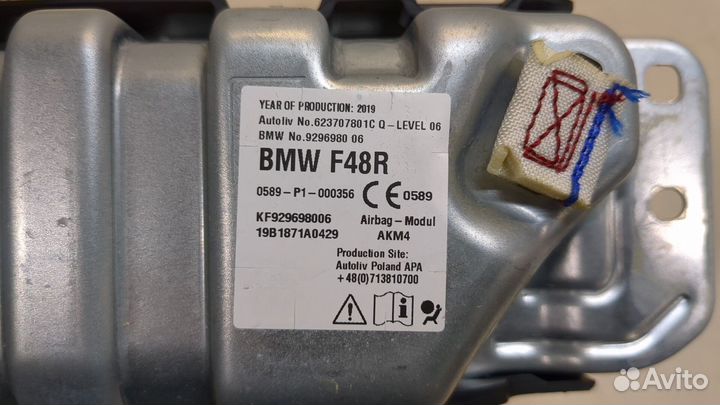 YEAR OF PRODUCTION: 2019
Autoliv No.623707801C Q-LEVEL 06
BMW No.9296980 06
BMW F48R
0589-P1-000356 CE 0589
KF929698006 Airbag-Modul
19B1871A0429 AKM4
Production Site:
Autoliv Poland APA
+48(0)713810700
Avito